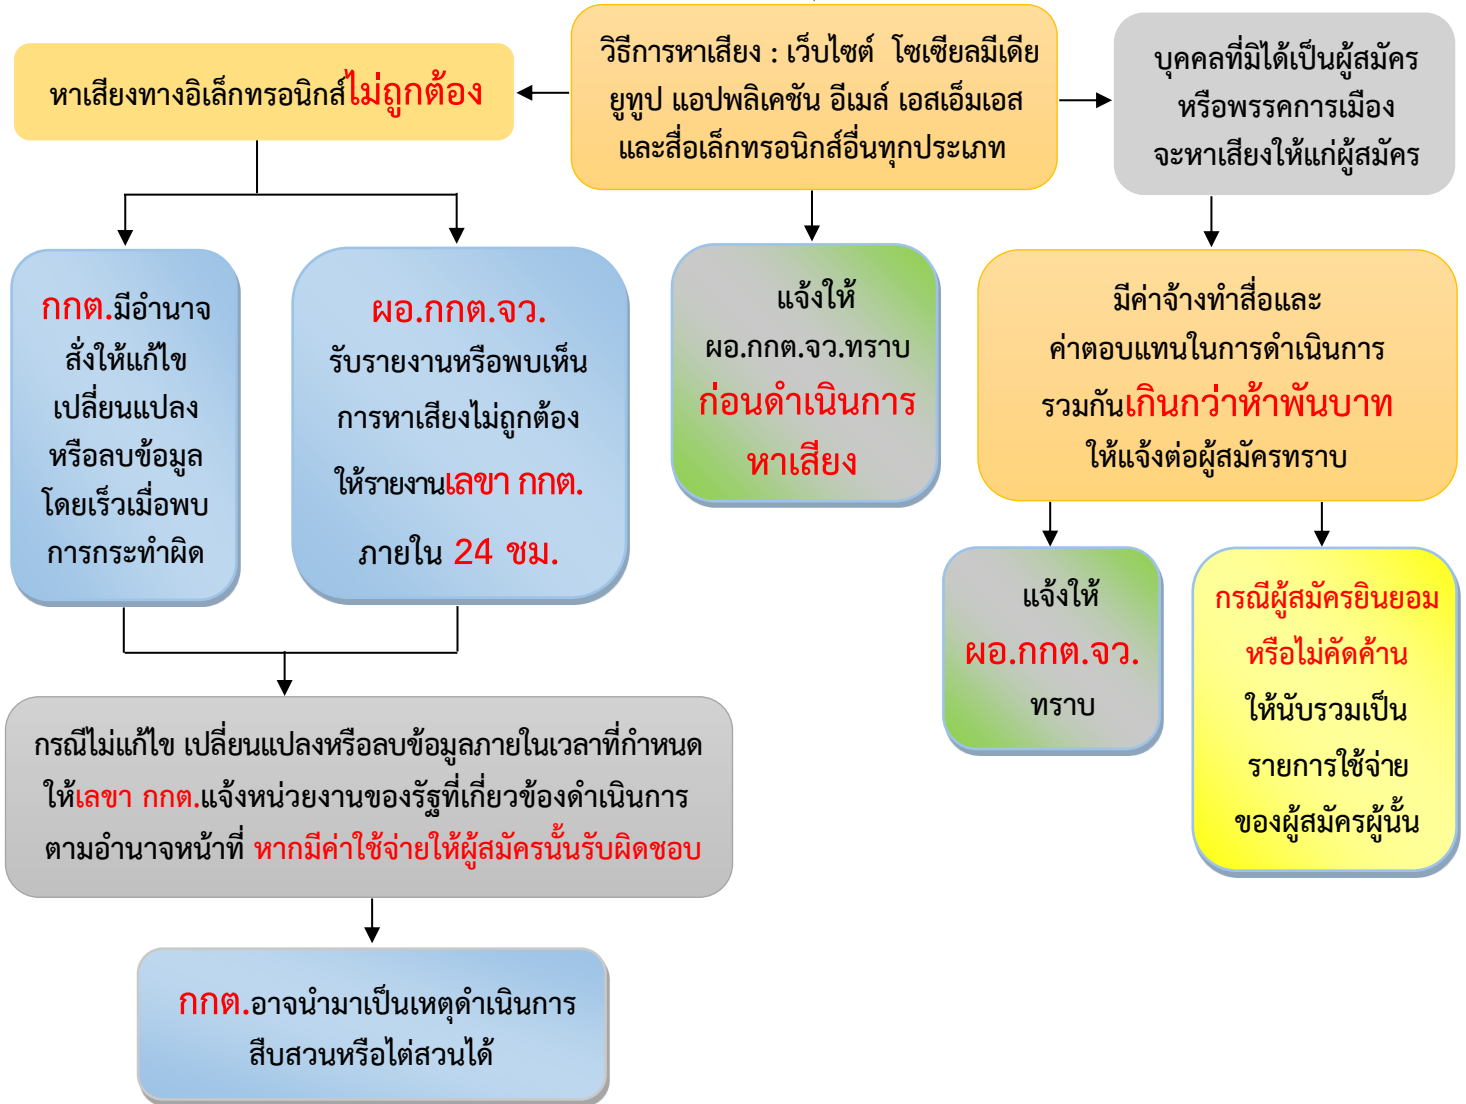 หาเสียงทางอิเล็กทรอนิกส์ไม่ถูกต้อง
วิธีการหาเสียง : เว็บไซต์ โซเซียลมีเดีย
ยูทูป แอปพลิเคชัน อีเมล์ เอสเอ็มเอส
และสื่อเล็กทรอนิกส์อื่นทุกประเภท
บุคคลที่มิได้เป็นผู้สมัคร
หรือพรรคการเมือง
จะหาเสียงให้แก่ผู้สมัคร
กกต.มีอำนาจ
สั่งให้แก้ไข
เปลี่ยนแปลง
หรือลบข้อมูล
โดยเร็วเมื่อพบ
การกระทำผิด
ผอ.กกต.จว.
รับรายงานหรือพบเห็น
การหาเสียงไม่ถูกต้อง
ให้รายงานเลขา กกต.
ภายใน 24 ชม.
แจ้งให้
ผอ.กกต.จว.ทราบ
ก่อนดำเนินการ
หาเสียง
มีค่าจ้างทำสื่อและ
ค่าตอบแทนในการดำเนินการ
รวมกันเกินกว่าห้าพันบาท
ให้แจ้งต่อผู้สมัครทราบ
แจ้งให้
ผอ.กกต.จว.
ทราบ
กรณีผู้สมัครยินยอม
หรือไม่คัดค้าน
ให้นับรวมเป็น
รายการใช้จ่าย
ของผู้สมัครผู้นั้น
กรณีไม่แก้ไข เปลี่ยนแปลงหรือลบข้อมูลภายในเวลาที่กำหนด
ให้เลขา กกต.แจ้งหน่วยงานของรัฐที่เกี่ยวข้องดำเนินการ
ตามอำนาจหน้าที่ หากมีค่าใช้จ่ายให้ผู้สมัครนั้นรับผิดชอบ
กกต.อาจนำมาเป็นเหตุดำเนินการ
สืบสวนหรือไต่สวนได้